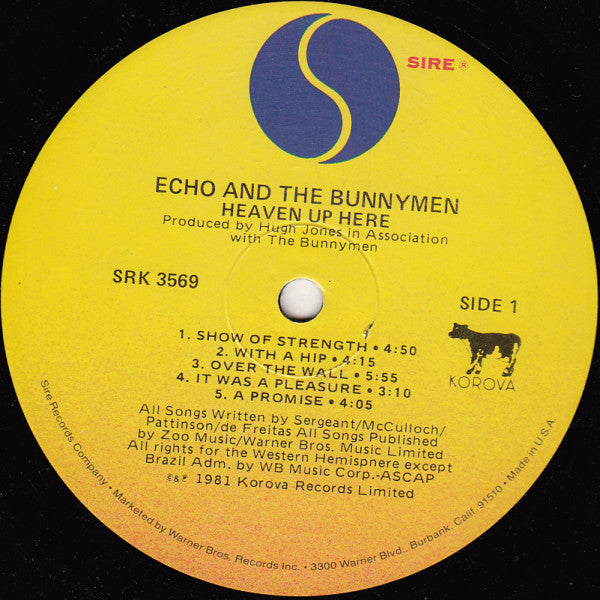 SIRE ®
ECHO AND THE BUNNYMEN
HEAVEN UP HERE
Produced by Hugh Jones in Association
with The Bunnymen
SRK 3569
SIDE 1
1. SHOW OF STRENGTH • 4:50
2. WITH A HIP • 4:15
3. OVER THE WALL • 5:55
4. IT WAS A PLEASURE • 3:10
5. A PROMISE • 4:05
KOROVA
All Songs Written by Sergeant/McCulloch/
Pattinson/de Freitas All Songs Published
by Zoo Music/Warner Bros. Music Limited
All rights for the Western Hemispnere except
Brazil Adm. by WB Music Corp.-ASCAP
©&℗ 1981 Korova Records Limited
Sire Records Company • Marketed by Warner Bros. Records Inc. • 3300 Warner Blvd., Burbank, Calif. 91510 • Made in U.S.A.